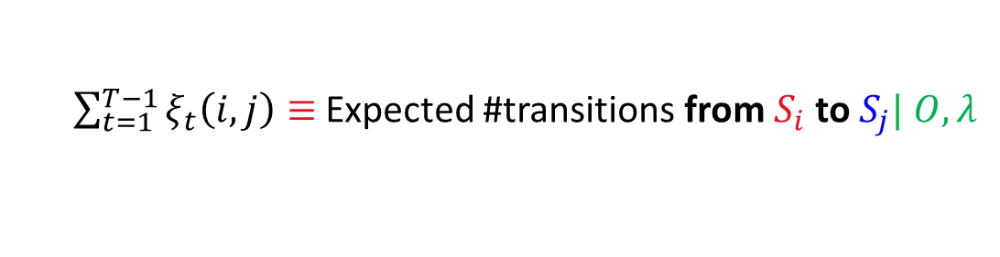 ∑_{t=1}^{T−1} ξ_t(i,j) ≡ Expected #transitions from S_i to S_j| O,λ